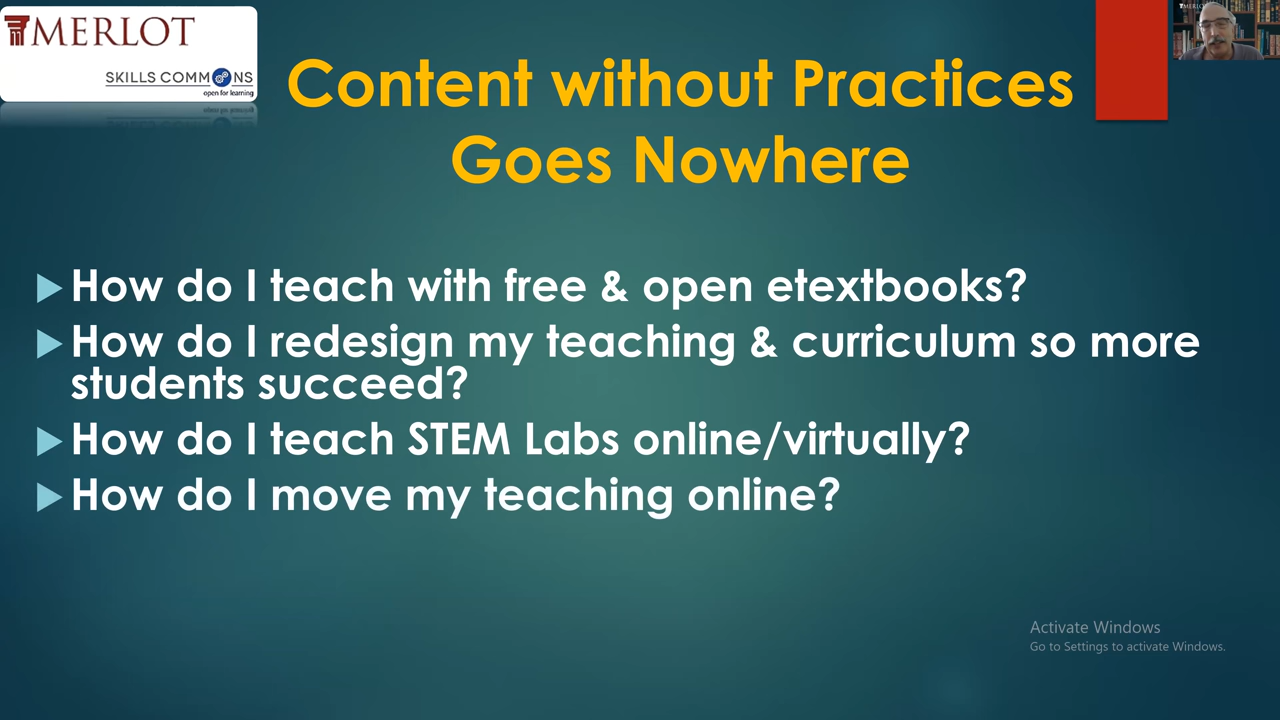 MERLOT
SKILLS COMMONS
open for learning
Content without Practices
Goes Nowhere
How do I teach with free & open etextbooks?
How do I redesign my teaching & curriculum so more
students succeed?
How do I teach STEM Labs online/virtually?
How do I move my teaching online?
MERLOT
Activate Windows
Go to Settings to activate Windows.